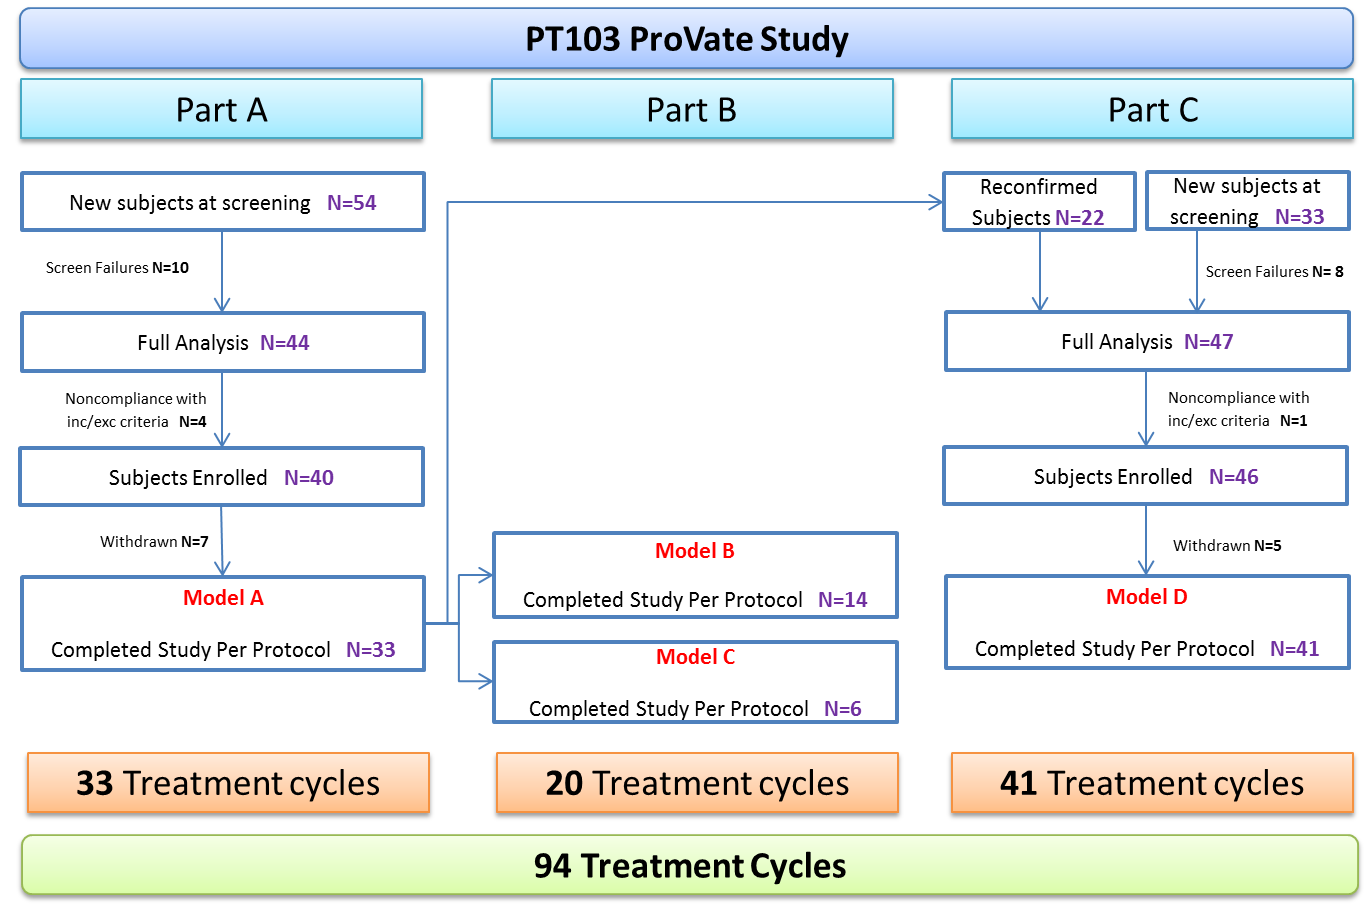 PT103 ProVate Study
Part A
Part B
Part C
New subjects at screening N=54
Reconfirmed
Subjects N=22
New subjects at
screening N=33
Screen Failures N=10
Screen Failures N= 8
Full Analysis N=44
Full Analysis N=47
Noncompliance with
inc/exc criteria N=4
Noncompliance with
inc/exc criteria N=1
Subjects Enrolled N=40
Subjects Enrolled N=46
Withdrawn N=7
Withdrawn N=5
Model A
Completed Study Per Protocol N=33
Model B
Completed Study Per Protocol N=14
Model C
Completed Study Per Protocol N=6
Model D
Completed Study Per Protocol N=41
33 Treatment cycles
20 Treatment cycles
41 Treatment cycles
94 Treatment Cycles